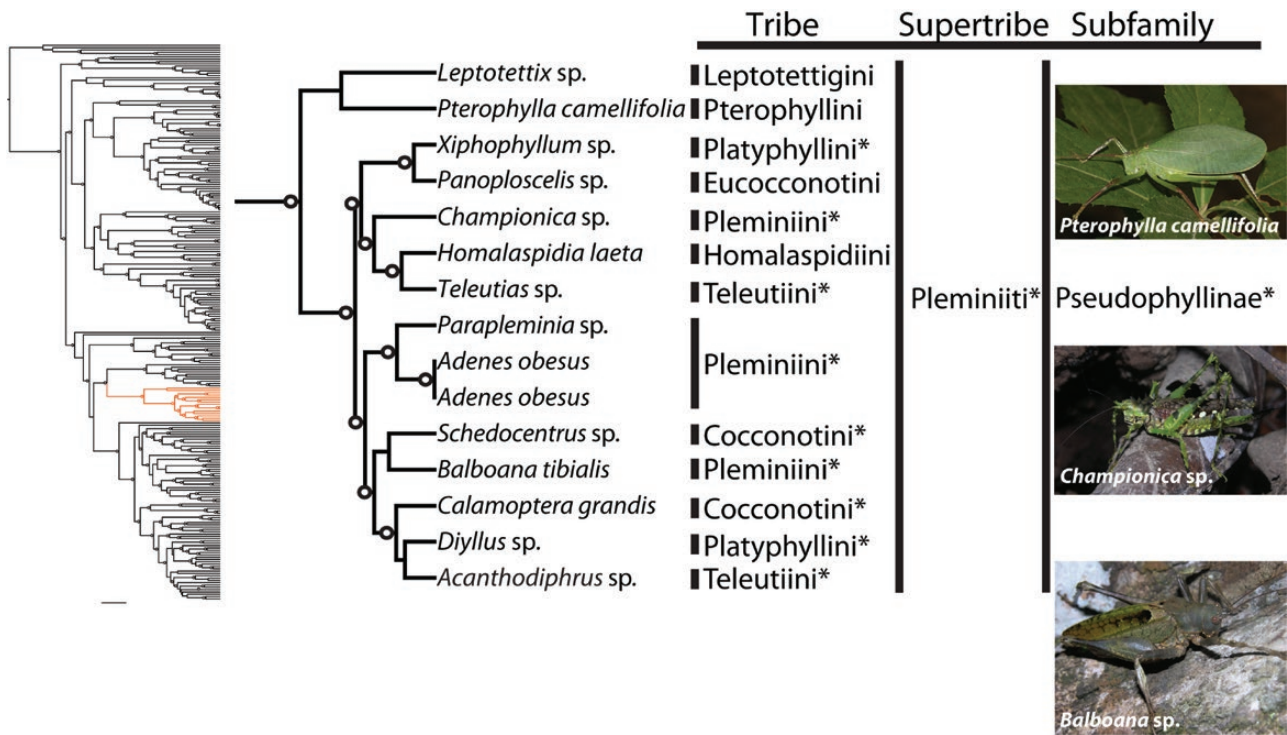 Tribe Supertribe Subfamily
Leptotettix sp. Leptotettigini
Pterophylla camellifolia Pterophyllini
Xiphophyllum sp. Platyphyllini*
Panoploscelis sp. Eucocconotini
Championica sp. Pleminiini*
Homalaspidia laeta Homalaspidiini
Teleutias sp. Teleutiini*
Pleminiiti* Pseudophyllinae*
Parapleminia sp.
Adenes obesus Pleminiini*
Adenes obesus
Schedocentrus sp. Cocconotini*
Balboana tibialis Pleminiini*
Calamoptera grandis Cocconotini*
Diyllus sp. Platyphyllini*
Acanthodiphrus sp. Teleutiini*
Pterophylla camellifolia
Championica sp.
Balboana sp.